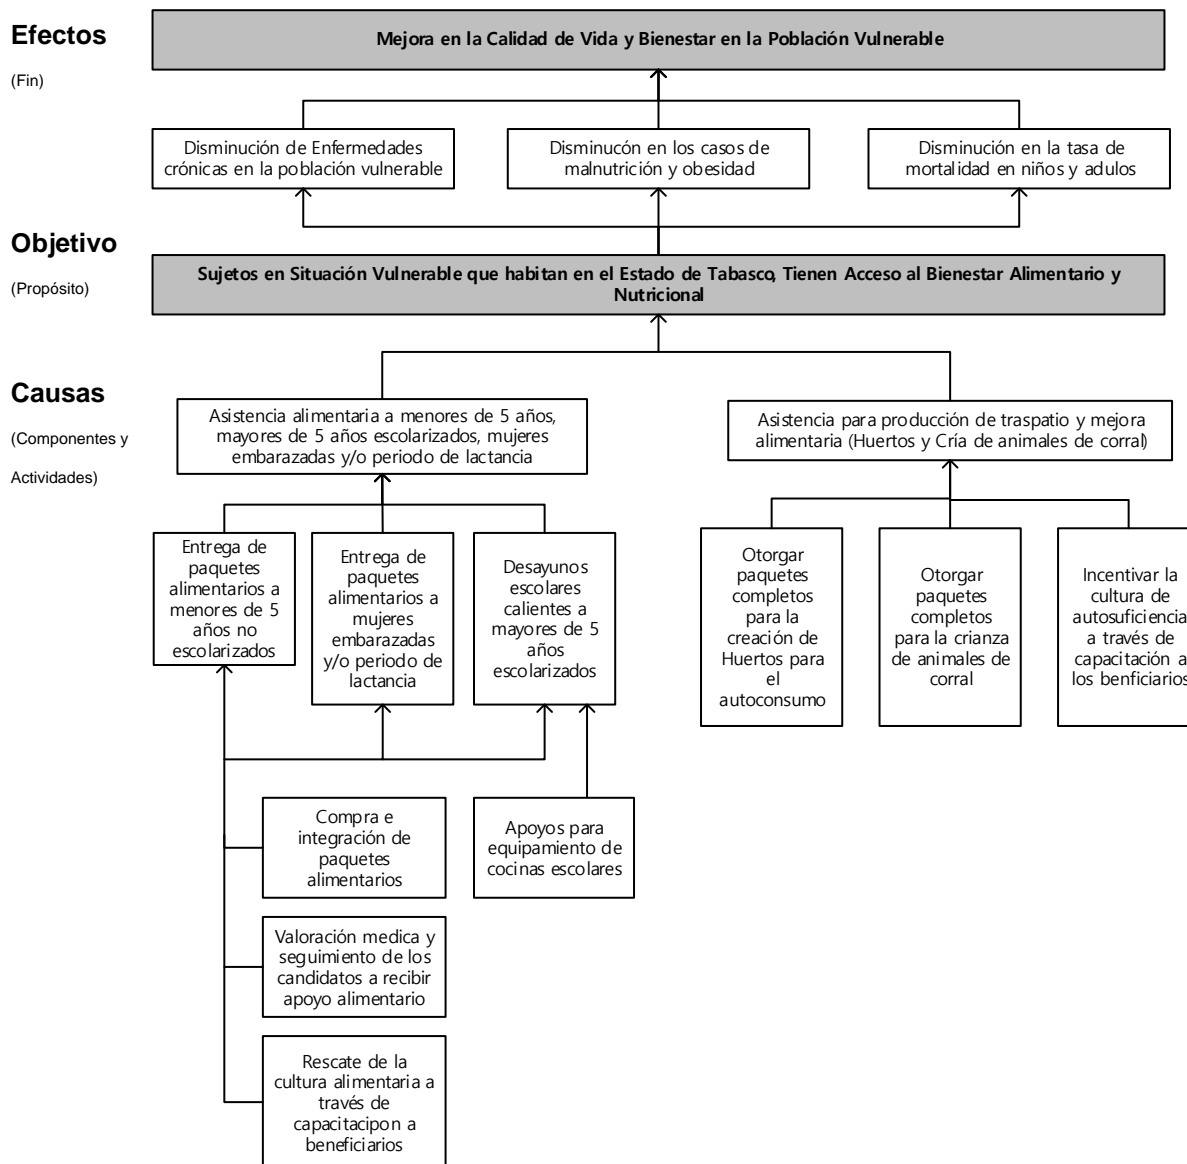 Efectos
(Fin)
Mejora en la Calidad de Vida y Bienestar en la Población Vulnerable
Disminución de Enfermedades
crónicas en la población vulnerable
Disminucón en los casos de
malnutrición y obesidad
Disminucón en la tasa de
mortalidad en niños y adulos
Objetivo
(Propósito)
Sujetos en Situación Vulnerable que habitan en el Estado de Tabasco, Tienen Acceso al Bienestar Alimentario y
Nutricional
Causas
(Componentes y
Actividades)
Asistencia alimentaria a menores de 5 años,
mayores de 5 años escolarizados, mujeres
embarazadas y/o periodo de lactancia
Asistencia para producción de traspatio y mejora
alimentaria (Huertos y Cría de animales de corral)
Entrega de
paquetes
alimentarios a
menores de 5
años no
escolarizados
Entrega de
paquetes
alimentarios a
mujeres
embarazadas
y/o periodo de
lactancia
Desayunos
escolares
calientes a
mayores de 5
años
escolarizados
Otorgar
paquetes
completos
para la
creación de
Huertos para
el
autoconsumo
Otorgar
paquetes
completos
para la crianza
de animales de
corral
Incentivar la
cultura de
autosuficiencia
a través de
capacitación a
los benficiarios
Compra e
integración de
paquetes
alimentarios
Apoyos para
equipamiento de
cocinas escolares
Valoración medica y
seguimiento de los
candidatos a recibir
apoyo alimentario
Rescate de la
cultura alimentaria a
través de
capacitacipon a
beneficiarios